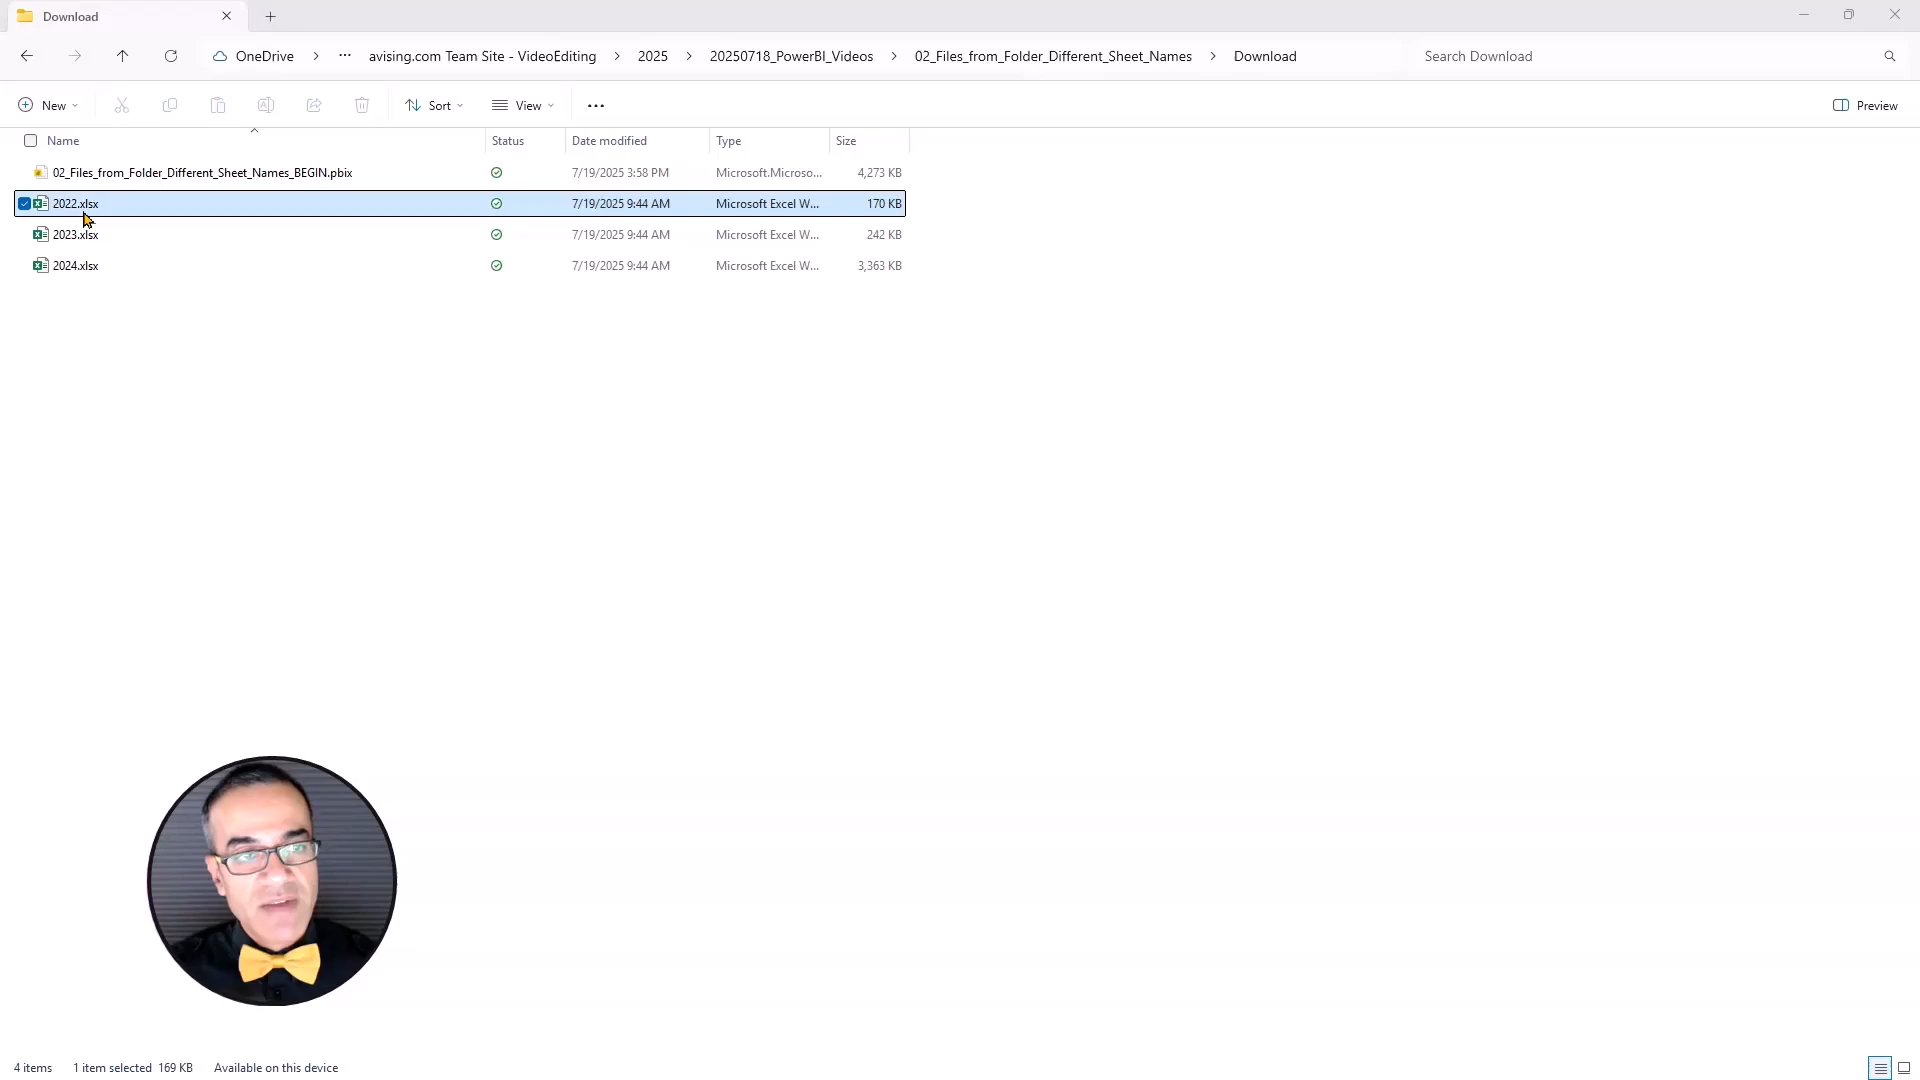 Download
OneDrive > ... avising.com Team Site - VideoEditing > 2025 > 20250718_PowerBI_Videos > 02_Files_from_Folder_Different_Sheet_Names > Download Search Download
New Sort View ... Preview
Name Status Date modified Type Size
02_Files_from_Folder_Different_Sheet_Names_BEGIN.pbix 7/19/2025 3:58 PM Microsoft.Microso... 4,273 KB
2022.xlsx 7/19/2025 9:44 AM Microsoft Excel W... 170 KB
2023.xlsx 7/19/2025 9:44 AM Microsoft Excel W... 242 KB
2024.xlsx 7/19/2025 9:44 AM Microsoft Excel W... 3,363 KB
4 items 1 item selected 169 KB Available on this device